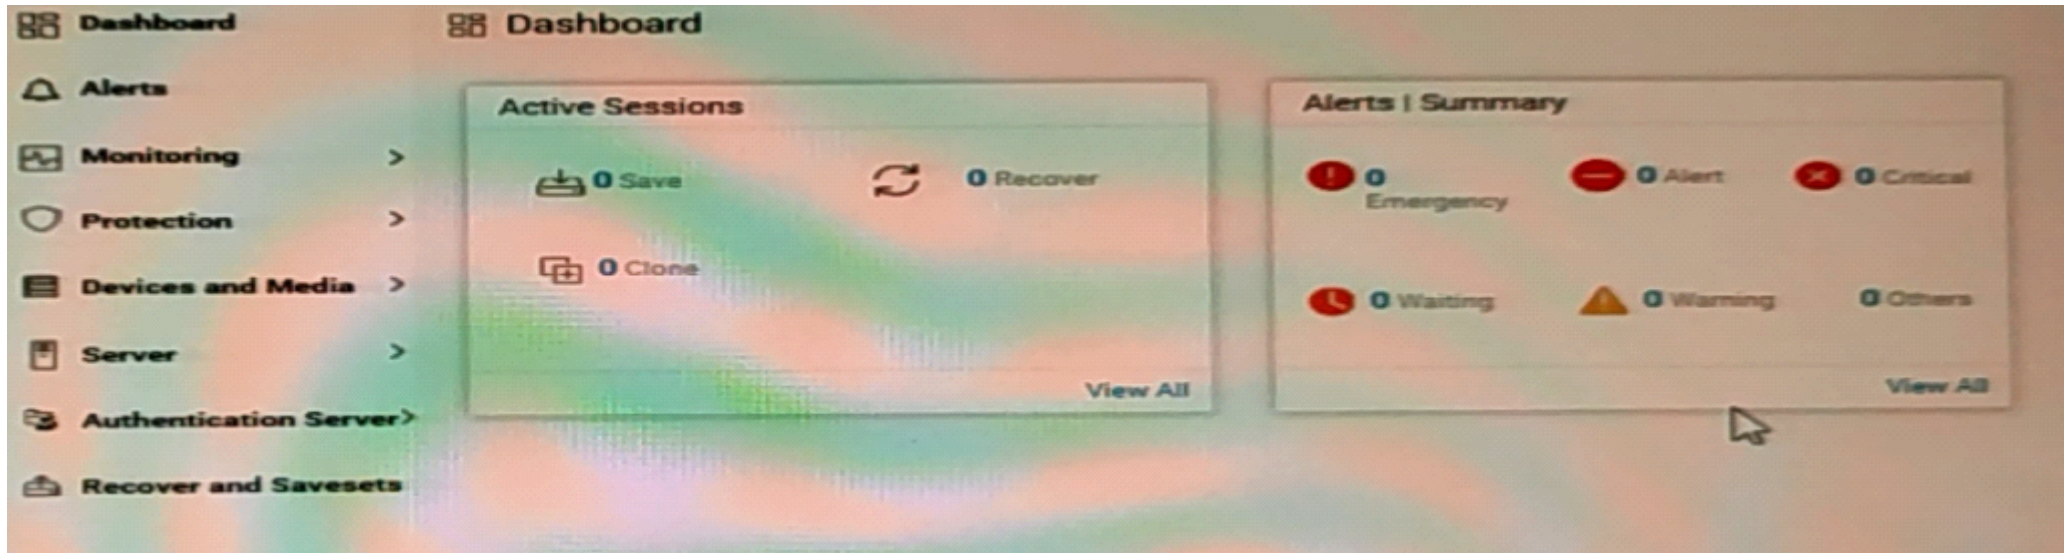 Dashboard
Alerts
Monitoring
Protection
Devices and Media
Server
Authentication Server
Recover and Savesets
Dashboard
Active Sessions
0 Save
0 Recover
0 Clone
View All
Alerts | Summary
0 Emergency
0 Alert
0 Critical
0 Waiting
0 Warning
0 Others
View All